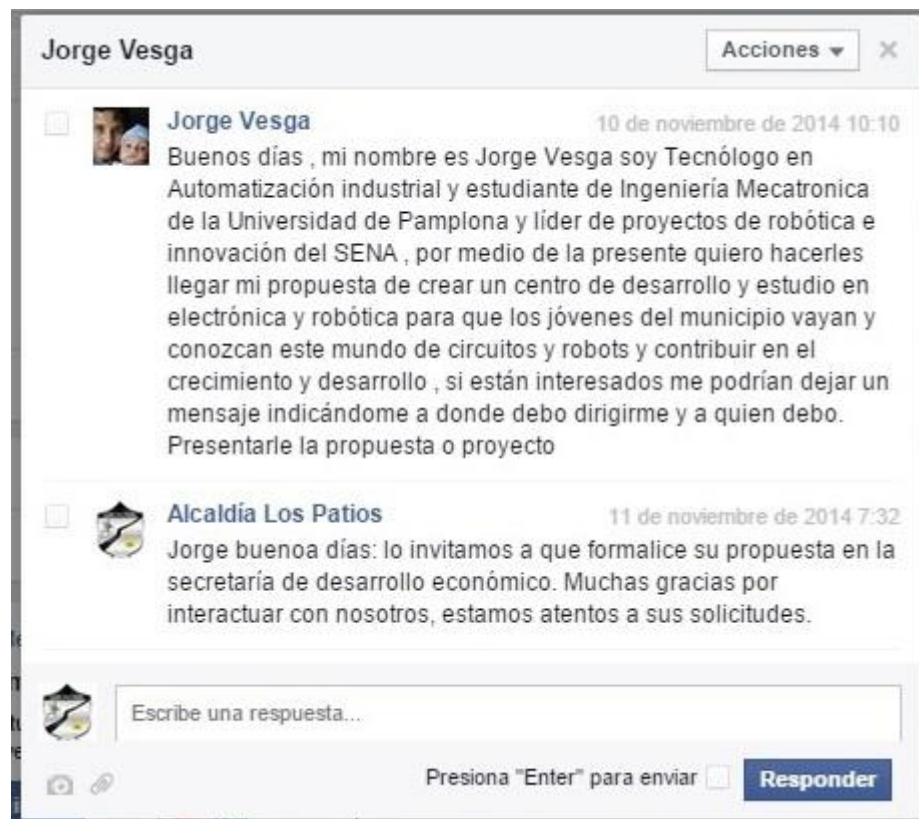 Jorge Vesga
Acciones
Jorge Vesga
10 de noviembre de 2014 10:10
Buenos días , mi nombre es Jorge Vesga soy Tecnólogo en
Automatización industrial y estudiante de Ingeniería Mecatronica
de la Universidad de Pamplona y líder de proyectos de robótica e
innovación del SENA , por medio de la presente quiero hacerles
llegar mi propuesta de crear un centro de desarrollo y estudio en
electrónica y robótica para que los jóvenes del municipio vayan y
conozcan este mundo de circuitos y robots y contribuir en el
crecimiento y desarrollo , si están interesados me podrían dejar un
mensaje indicándome a donde debo dirigirme y a quien debo.
Presentarle la propuesta o proyecto
Alcaldía Los Patios
11 de noviembre de 2014 7:32
Jorge buenoa días: lo invitamos a que formalice su propuesta en la
secretaría de desarrollo económico. Muchas gracias por
interactuar con nosotros, estamos atentos a sus solicitudes.
Escribe una respuesta...
Presiona "Enter" para enviar
Responder